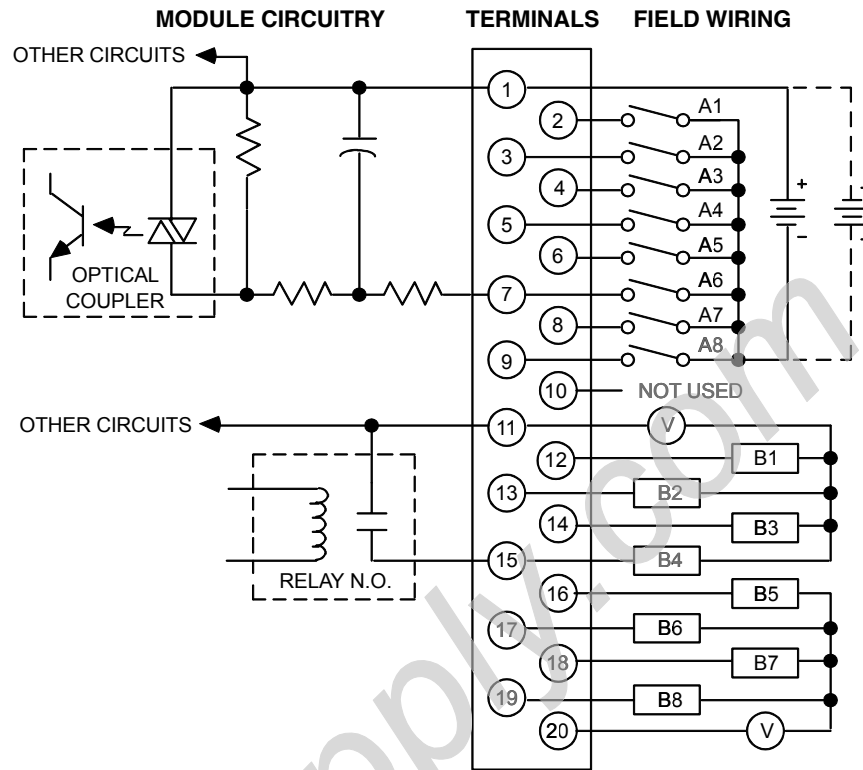 MODULE CIRCUITRY TERMINALS FIELD WIRING
OTHER CIRCUITS
1
2 A1
3 A2
4 A3
5 A4
6 A5
7 A6
8 A7
9 A8
+ +
- -
OPTICAL
COUPLER
10 NOT USED
OTHER CIRCUITS 11 V
12 B1
13 B2
14 B3
15 B4
RELAY N.O.
16 B5
17 B6
18 B7
19 B8
20 V
pply.com